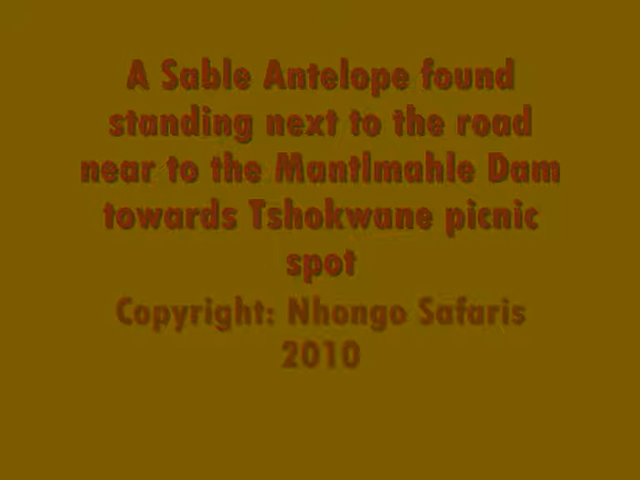 A Sable Antelope found
standing next to the road
near to the Mantlmahle Dam
towards Tshokwane picnic
spot
Copyright: Nhongo Safaris
2010